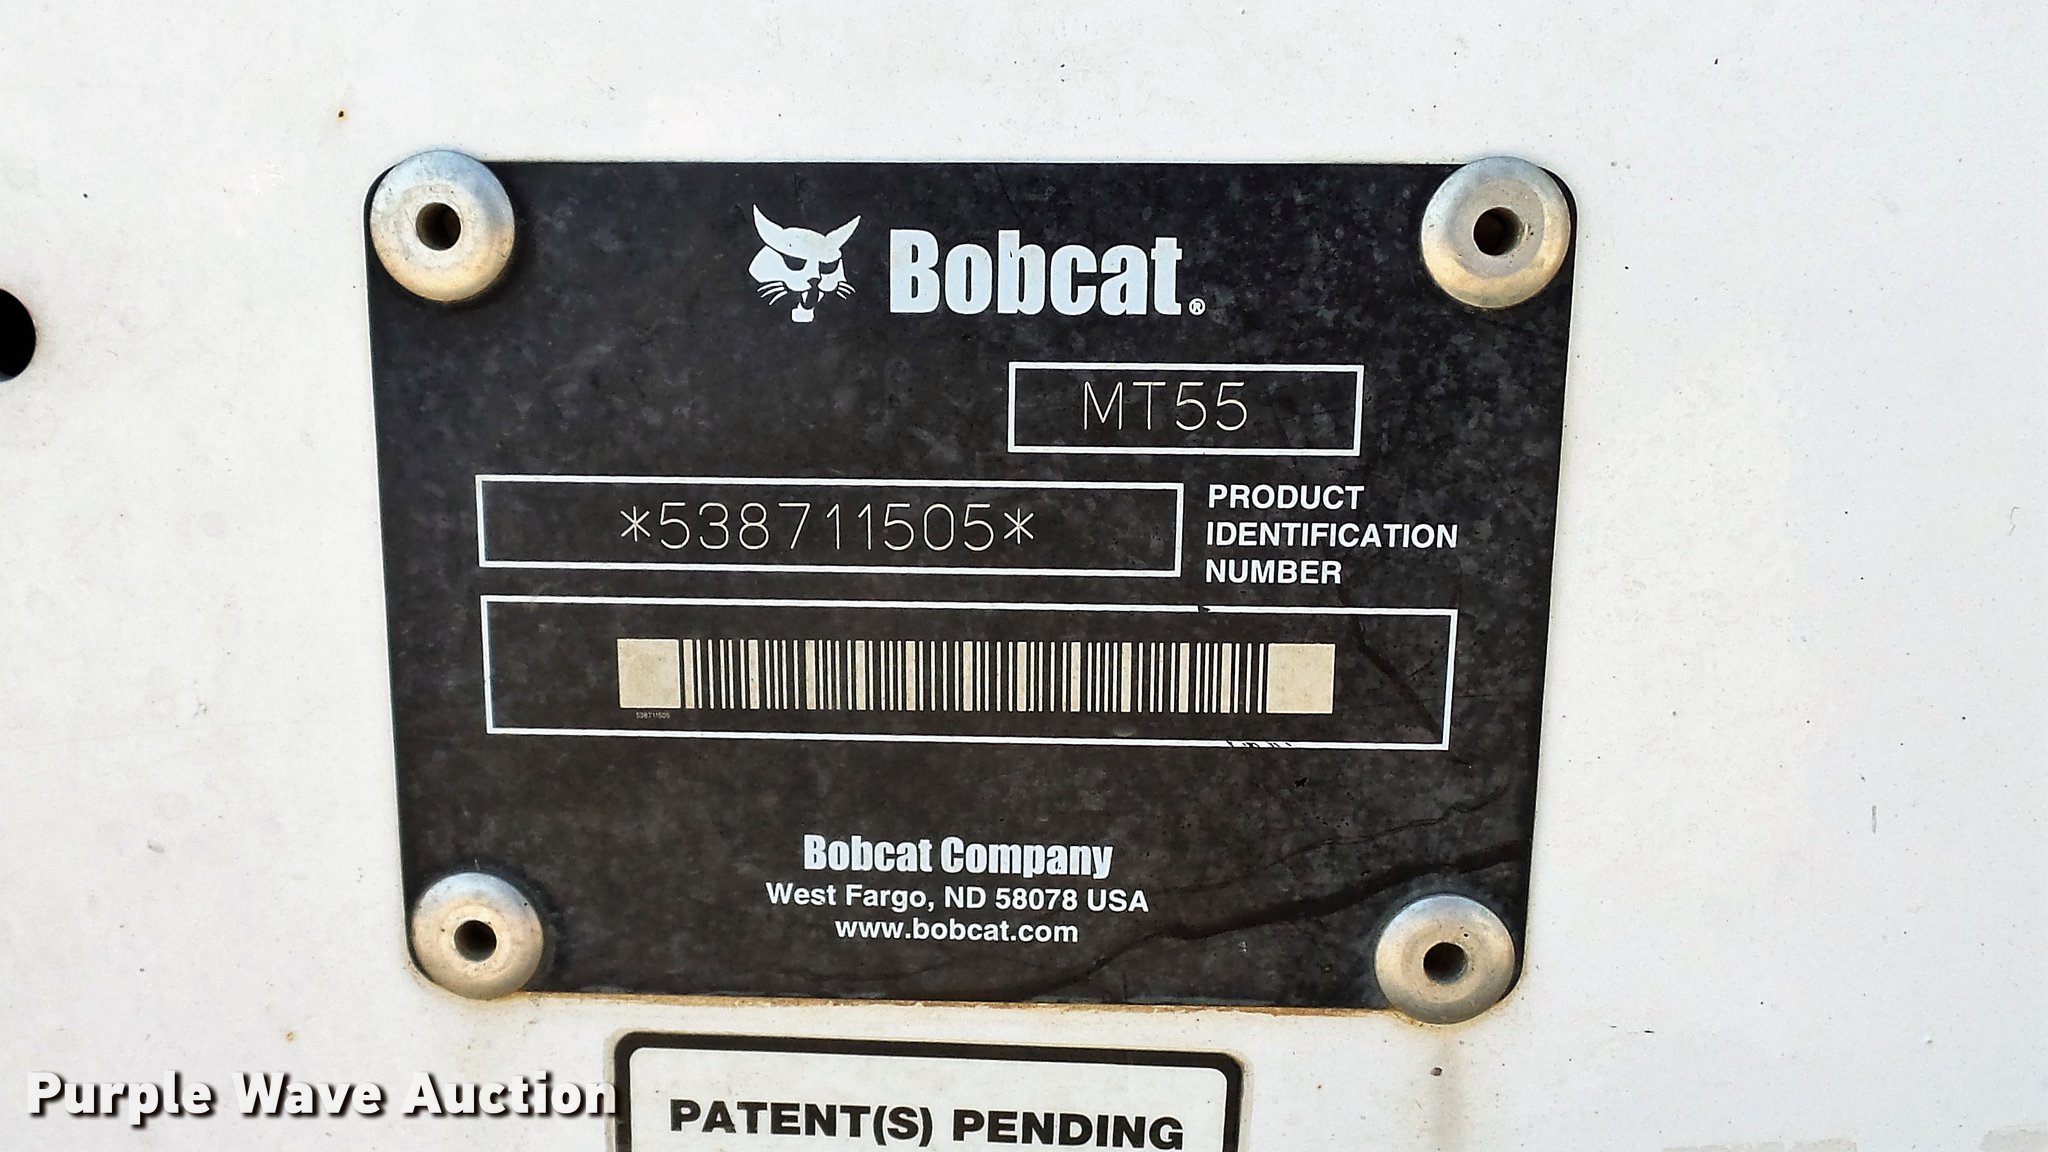 Bobcat®
MT55
*538711505*
PRODUCT
IDENTIFICATION
NUMBER
538711505
Bobcat Company
West Fargo, ND 58078 USA
www.bobcat.com
PATENT(S) PENDING
Purple Wave Auction